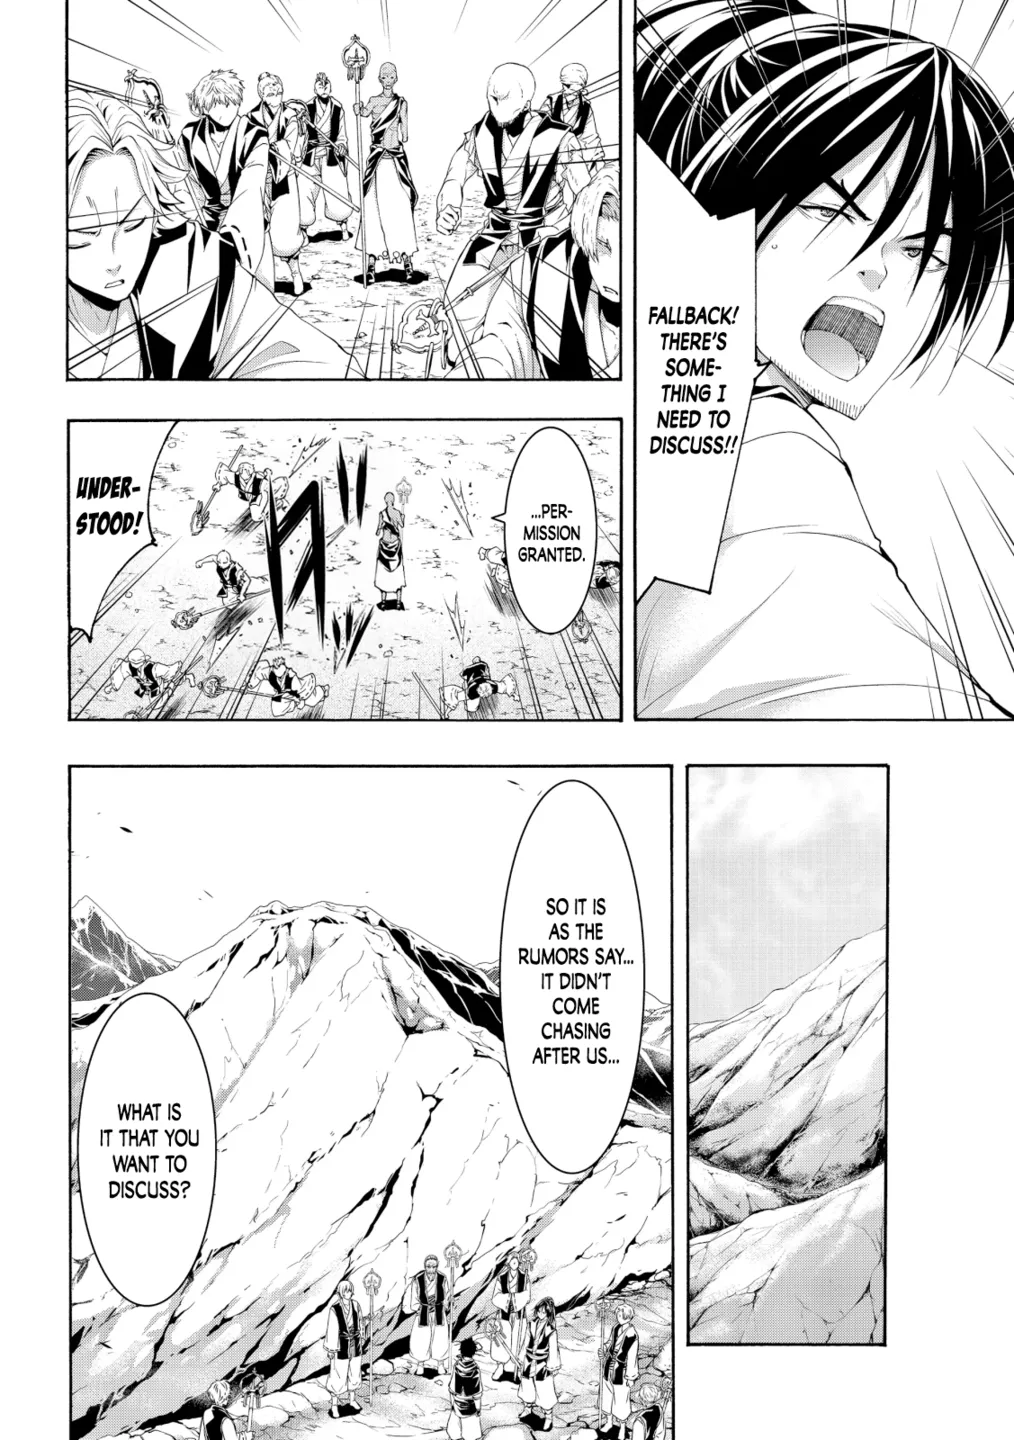 FALLBACK!
THERE'S
SOME-
THING I
NEED TO
DISCUSS!!
...PER-
MISSION
GRANTED.
UNDER-
STOOD!
SO IT IS
AS THE
RUMORS SAY...
IT DIDN'T
COME
CHASING
AFTER US...
WHAT IS
IT THAT YOU
WANT TO
DISCUSS?